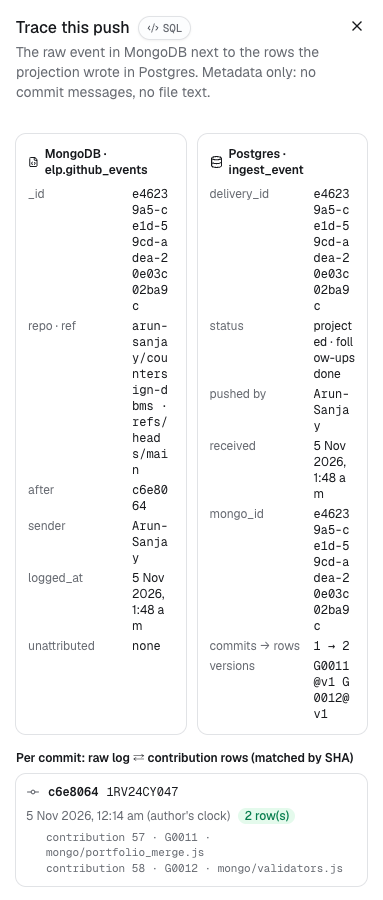 Trace this push </> SQL
The raw event in MongoDB next to the rows the
projection wrote in Postgres. Metadata only: no
commit messages, no file text.
MongoDB ·
elp.github_events
_id
e4623
9a5-c
e1d-5
9cd-a
dea-2
0e03c
02ba9
c
repo · ref
arun-
sanja
y/cou
nters
ign-d
bms ·
refs/
head
s/mai
n
after
c6e80
64
sender
Arun-
Sanja
y
logged_at
5 Nov
2026,
1:48 a
m
unattributed
none
Postgres ·
ingest_event
delivery_id
e4623
9a5-c
e1d-5
9cd-a
dea-2
0e03c
02ba9
c
status
project
ed · foll
ow-ups
done
pushed by
Arun-
Sanja
y
received
5 Nov
2026,
1:48 a
m
mongo_id
e4623
9a5-c
e1d-5
9cd-a
dea-2
0e03c
02ba9
c
commits → rows
1 → 2
versions
G0011
@v1 G
0012@
v1
Per commit: raw log ⇄ contribution rows (matched by SHA)
c6e8064 1RV24CY047
5 Nov 2026, 12:14 am (author's clock) 2 row(s)
contribution 57 · G0011 ·
mongo/portfolio_merge.js
contribution 58 · G0012 · mongo/validators.js